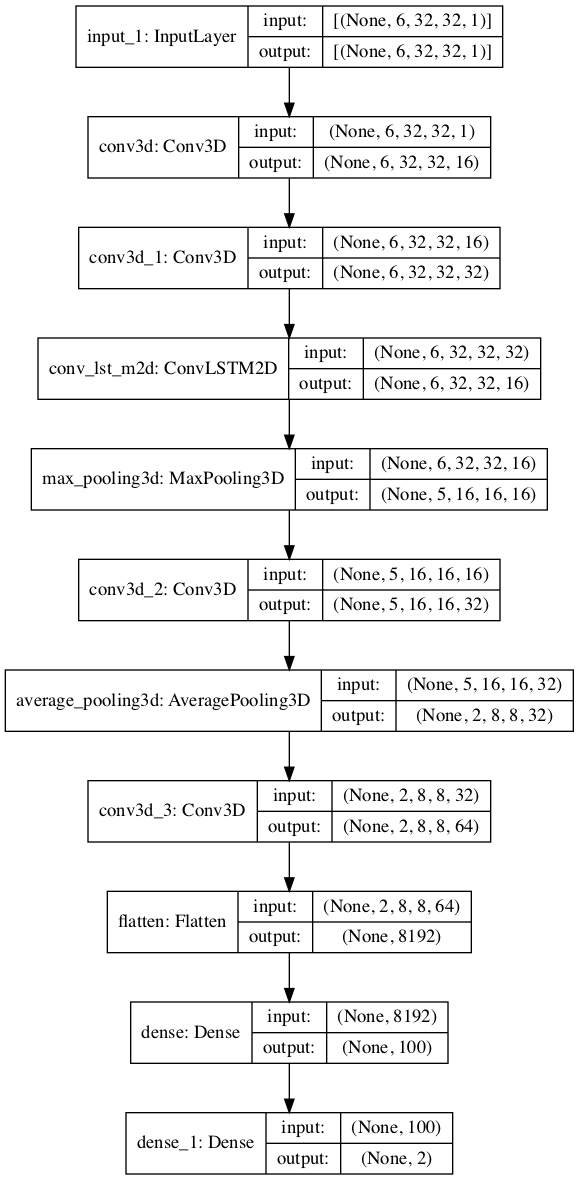 input_1: InputLayer
input:
[(None, 6, 32, 32, 1)]
output:
[(None, 6, 32, 32, 1)]
conv3d: Conv3D
input:
(None, 6, 32, 32, 1)
output:
(None, 6, 32, 32, 16)
conv3d_1: Conv3D
input:
(None, 6, 32, 32, 16)
output:
(None, 6, 32, 32, 32)
conv_lst_m2d: ConvLSTM2D
input:
(None, 6, 32, 32, 32)
output:
(None, 6, 32, 32, 16)
max_pooling3d: MaxPooling3D
input:
(None, 6, 32, 32, 16)
output:
(None, 5, 16, 16, 16)
conv3d_2: Conv3D
input:
(None, 5, 16, 16, 16)
output:
(None, 5, 16, 16, 32)
average_pooling3d: AveragePooling3D
input:
(None, 5, 16, 16, 32)
output:
(None, 2, 8, 8, 32)
conv3d_3: Conv3D
input:
(None, 2, 8, 8, 32)
output:
(None, 2, 8, 8, 64)
flatten: Flatten
input:
(None, 2, 8, 8, 64)
output:
(None, 8192)
dense: Dense
input:
(None, 8192)
output:
(None, 100)
dense_1: Dense
input:
(None, 100)
output:
(None, 2)